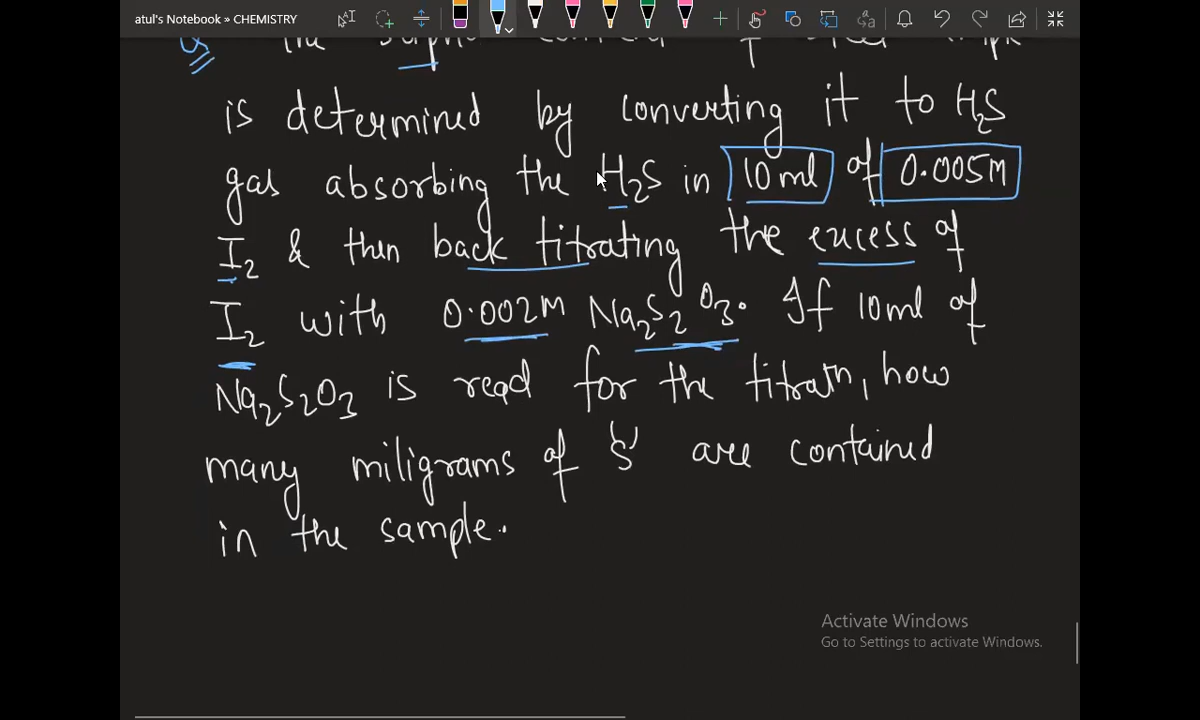 atul's Notebook » CHEMISTRY
is determined by converting it to H2S
gas absorbing the H2S in 10ml of 0.005M
I2 & then back titrating the excess of
I2 with 0.002M Na2S2O3. If 10ml of
Na2S2O3 is reqd for the titratn, how
many miligrams of 'S' are contained
in the sample.
Activate Windows
Go to Settings to activate Windows.